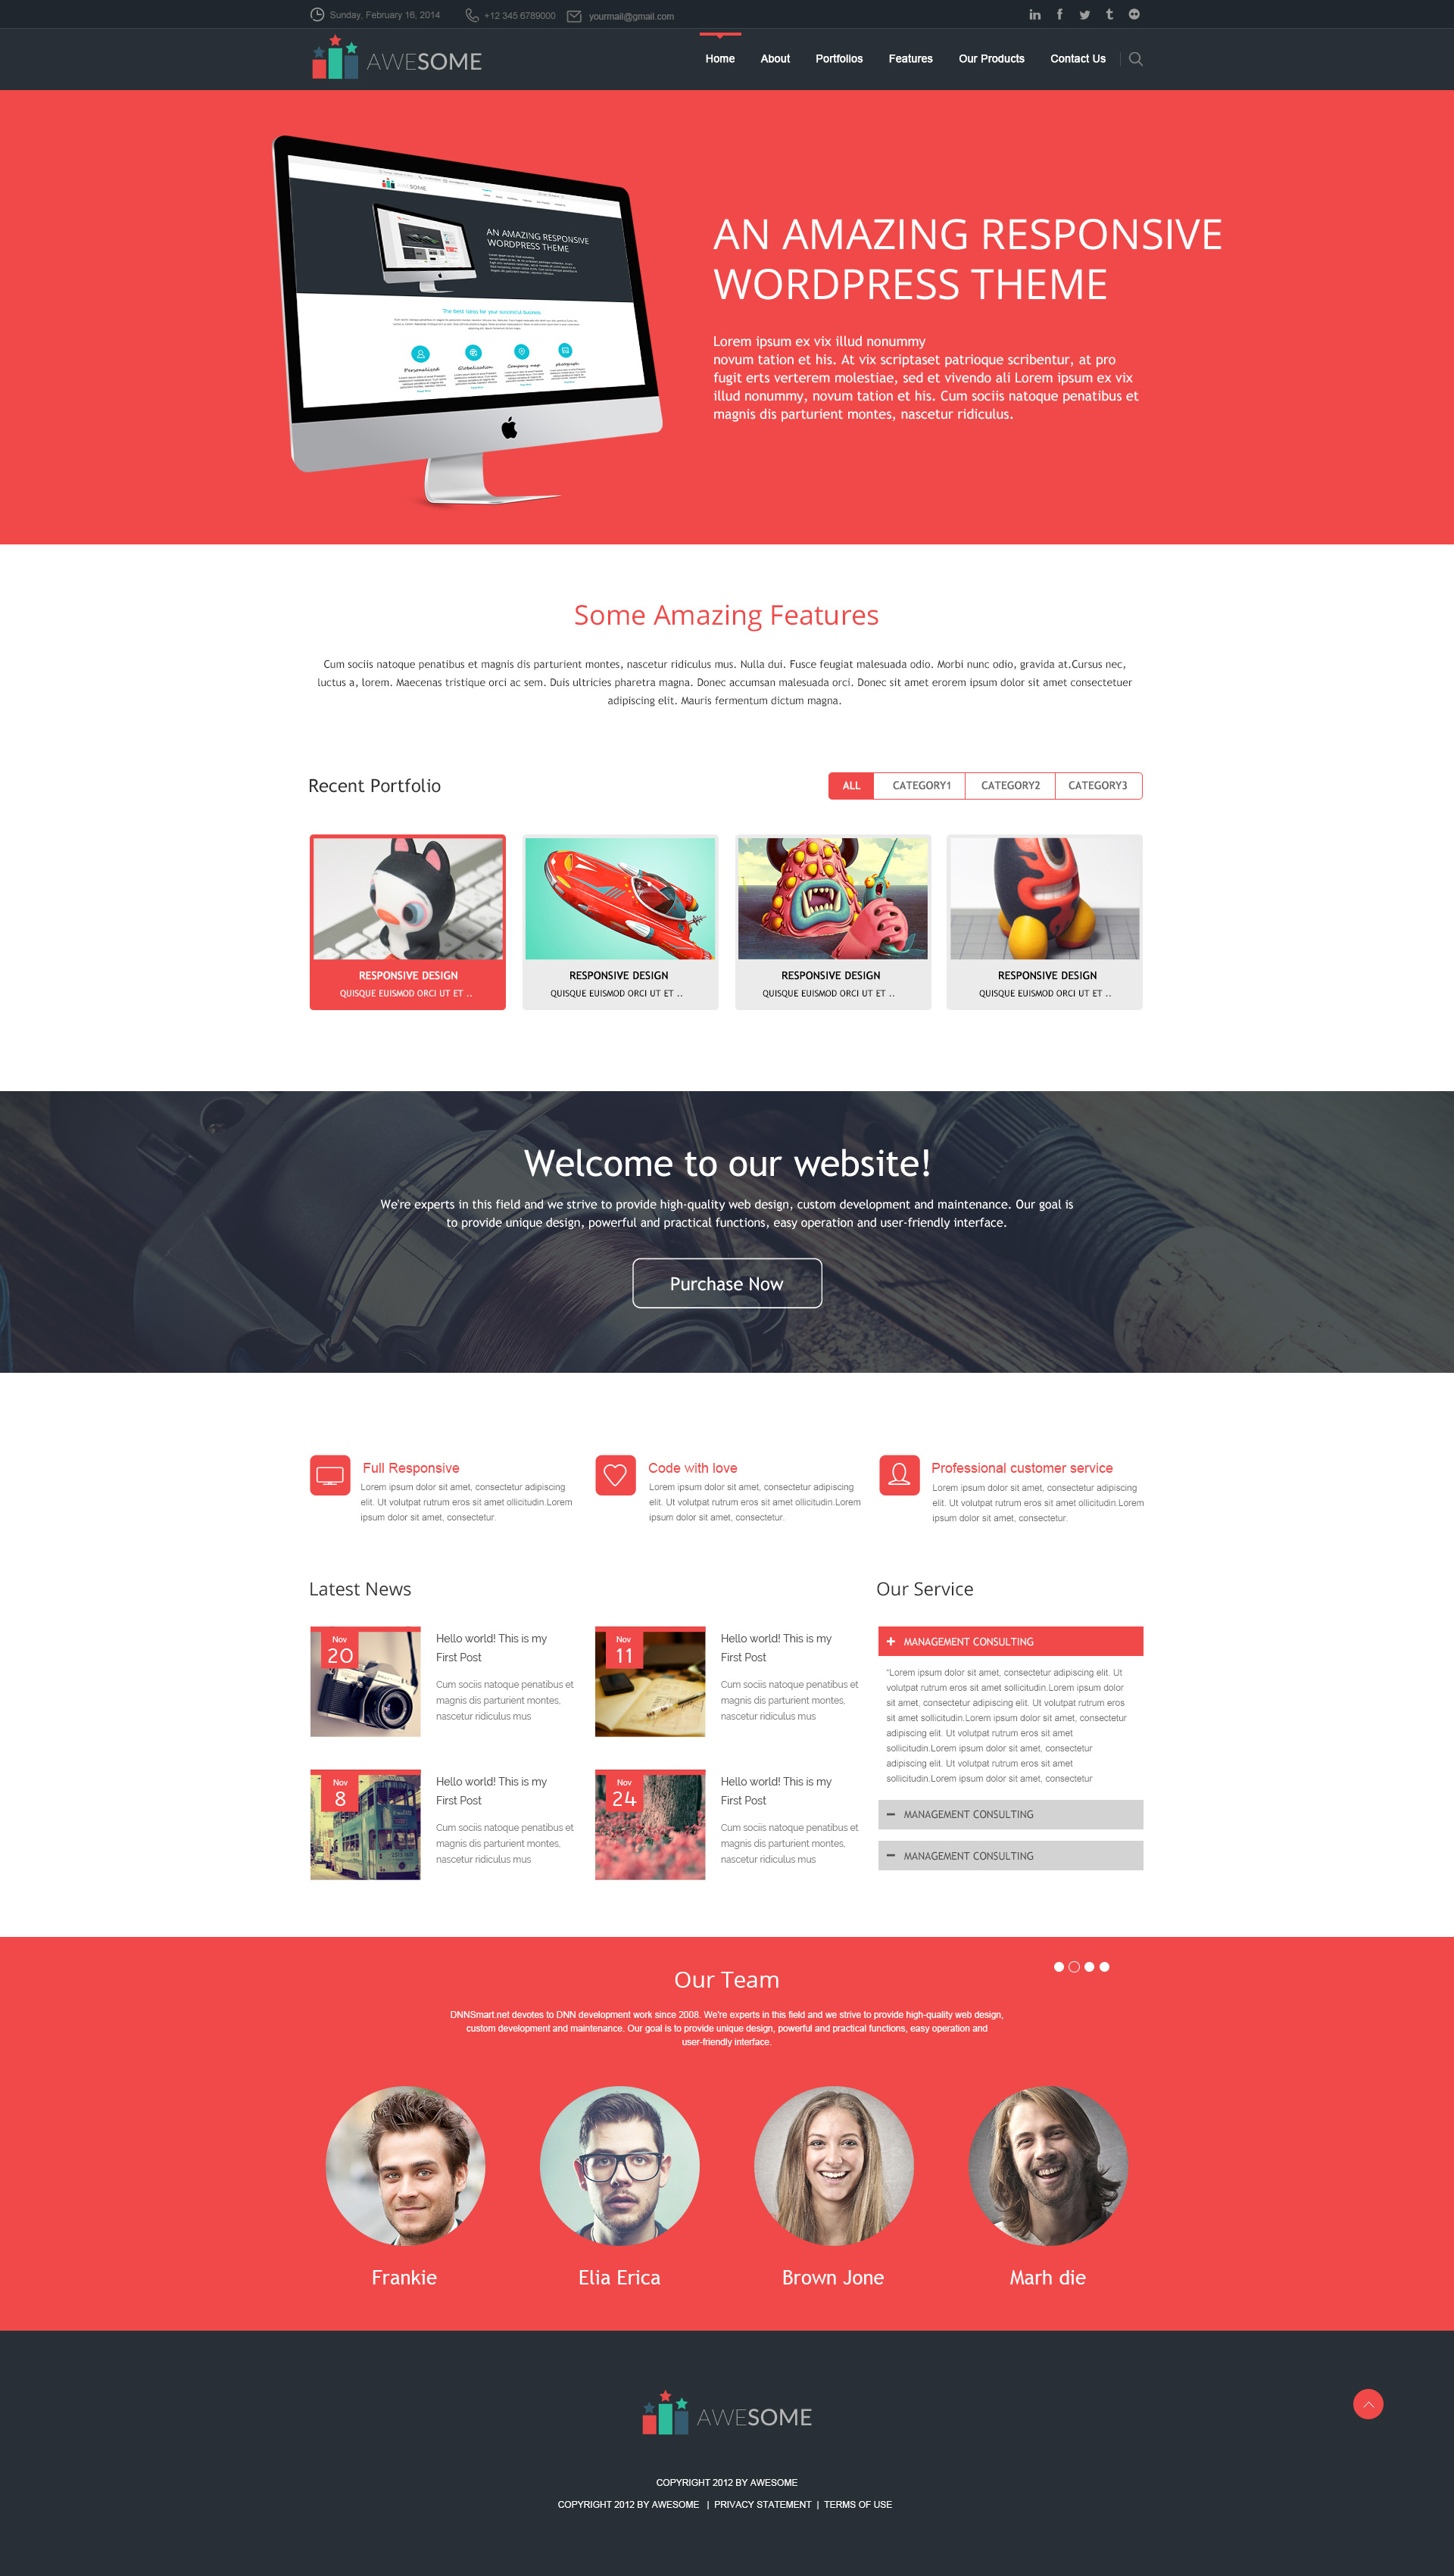 Sunday, February 16, 2014
+12 345 6789000
yourmail@gmail.com
AWESOME
Home
About
Portfolios
Features
Our Products
Contact Us
AWESOME
AN AMAZING RESPONSIVE
WORDPRESS THEME
The best ideas for your successful business
Personalized
Globalization
Company map
photograph
AN AMAZING RESPONSIVE
WORDPRESS THEME
Lorem ipsum ex vix illud nonummy
novum tation et his. At vix scriptaset patrioque scribentur, at pro
fugit erts verterem molestiae, sed et vivendo ali Lorem ipsum ex vix
illud nonummy, novum tation et his. Cum sociis natoque penatibus et
magnis dis parturient montes, nascetur ridiculus.
Some Amazing Features
Cum sociis natoque penatibus et magnis dis parturient montes, nascetur ridiculus mus. Nulla dui. Fusce feugiat malesuada odio. Morbi nunc odio, gravida at.Cursus nec,
luctus a, lorem. Maecenas tristique orci ac sem. Duis ultricies pharetra magna. Donec accumsan malesuada orci. Donec sit amet erorem ipsum dolor sit amet consectetuer
adipiscing elit. Mauris fermentum dictum magna.
Recent Portfolio
ALL
CATEGORY1
CATEGORY2
CATEGORY3
RESPONSIVE DESIGN
QUISQUE EUISMOD ORCI UT ET ..
RESPONSIVE DESIGN
QUISQUE EUISMOD ORCI UT ET ..
RESPONSIVE DESIGN
QUISQUE EUISMOD ORCI UT ET ..
RESPONSIVE DESIGN
QUISQUE EUISMOD ORCI UT ET ..
Welcome to our website!
We're experts in this field and we strive to provide high-quality web design, custom development and maintenance. Our goal is
to provide unique design, powerful and practical functions, easy operation and user-friendly interface.
Purchase Now
Full Responsive
Lorem ipsum dolor sit amet, consectetur adipiscing
elit. Ut volutpat rutrum eros sit amet ollicitudin.Lorem
ipsum dolor sit amet, consectetur.
Code with love
Lorem ipsum dolor sit amet, consectetur adipiscing
elit. Ut volutpat rutrum eros sit amet ollicitudin.Lorem
ipsum dolor sit amet, consectetur.
Professional customer service
Lorem ipsum dolor sit amet, consectetur adipiscing
elit. Ut volutpat rutrum eros sit amet ollicitudin.Lorem
ipsum dolor sit amet, consectetur.
Latest News
Nov
20
Hello world! This is my
First Post
Cum sociis natoque penatibus et
magnis dis parturient montes,
nascetur ridiculus mus
Nov
11
Hello world! This is my
First Post
Cum sociis natoque penatibus et
magnis dis parturient montes,
nascetur ridiculus mus
Nov
8
Hello world! This is my
First Post
Cum sociis natoque penatibus et
magnis dis parturient montes,
nascetur ridiculus mus
Nov
24
Hello world! This is my
First Post
Cum sociis natoque penatibus et
magnis dis parturient montes,
nascetur ridiculus mus
Our Service
MANAGEMENT CONSULTING
"Lorem ipsum dolor sit amet, consectetur adipiscing elit. Ut
volutpat rutrum eros sit amet sollicitudin.Lorem ipsum dolor
sit amet, consectetur adipiscing elit. Ut volutpat rutrum eros
sit amet sollicitudin.Lorem ipsum dolor sit amet, consectetur
adipiscing elit. Ut volutpat rutrum eros sit amet
sollicitudin.Lorem ipsum dolor sit amet, consectetur
adipiscing elit. Ut volutpat rutrum eros sit amet
sollicitudin.Lorem ipsum dolor sit amet, consectetur
MANAGEMENT CONSULTING
MANAGEMENT CONSULTING
Our Team
DNNSmart.net devotes to DNN development work since 2008. We're experts in this field and we strive to provide high-quality web design,
custom development and maintenance. Our goal is to provide unique design, powerful and practical functions, easy operation and
user-friendly interface.
Frankie
Elia Erica
Brown Jone
Marh die
AWESOME
COPYRIGHT 2012 BY AWESOME
COPYRIGHT 2012 BY AWESOME | PRIVACY STATEMENT | TERMS OF USE